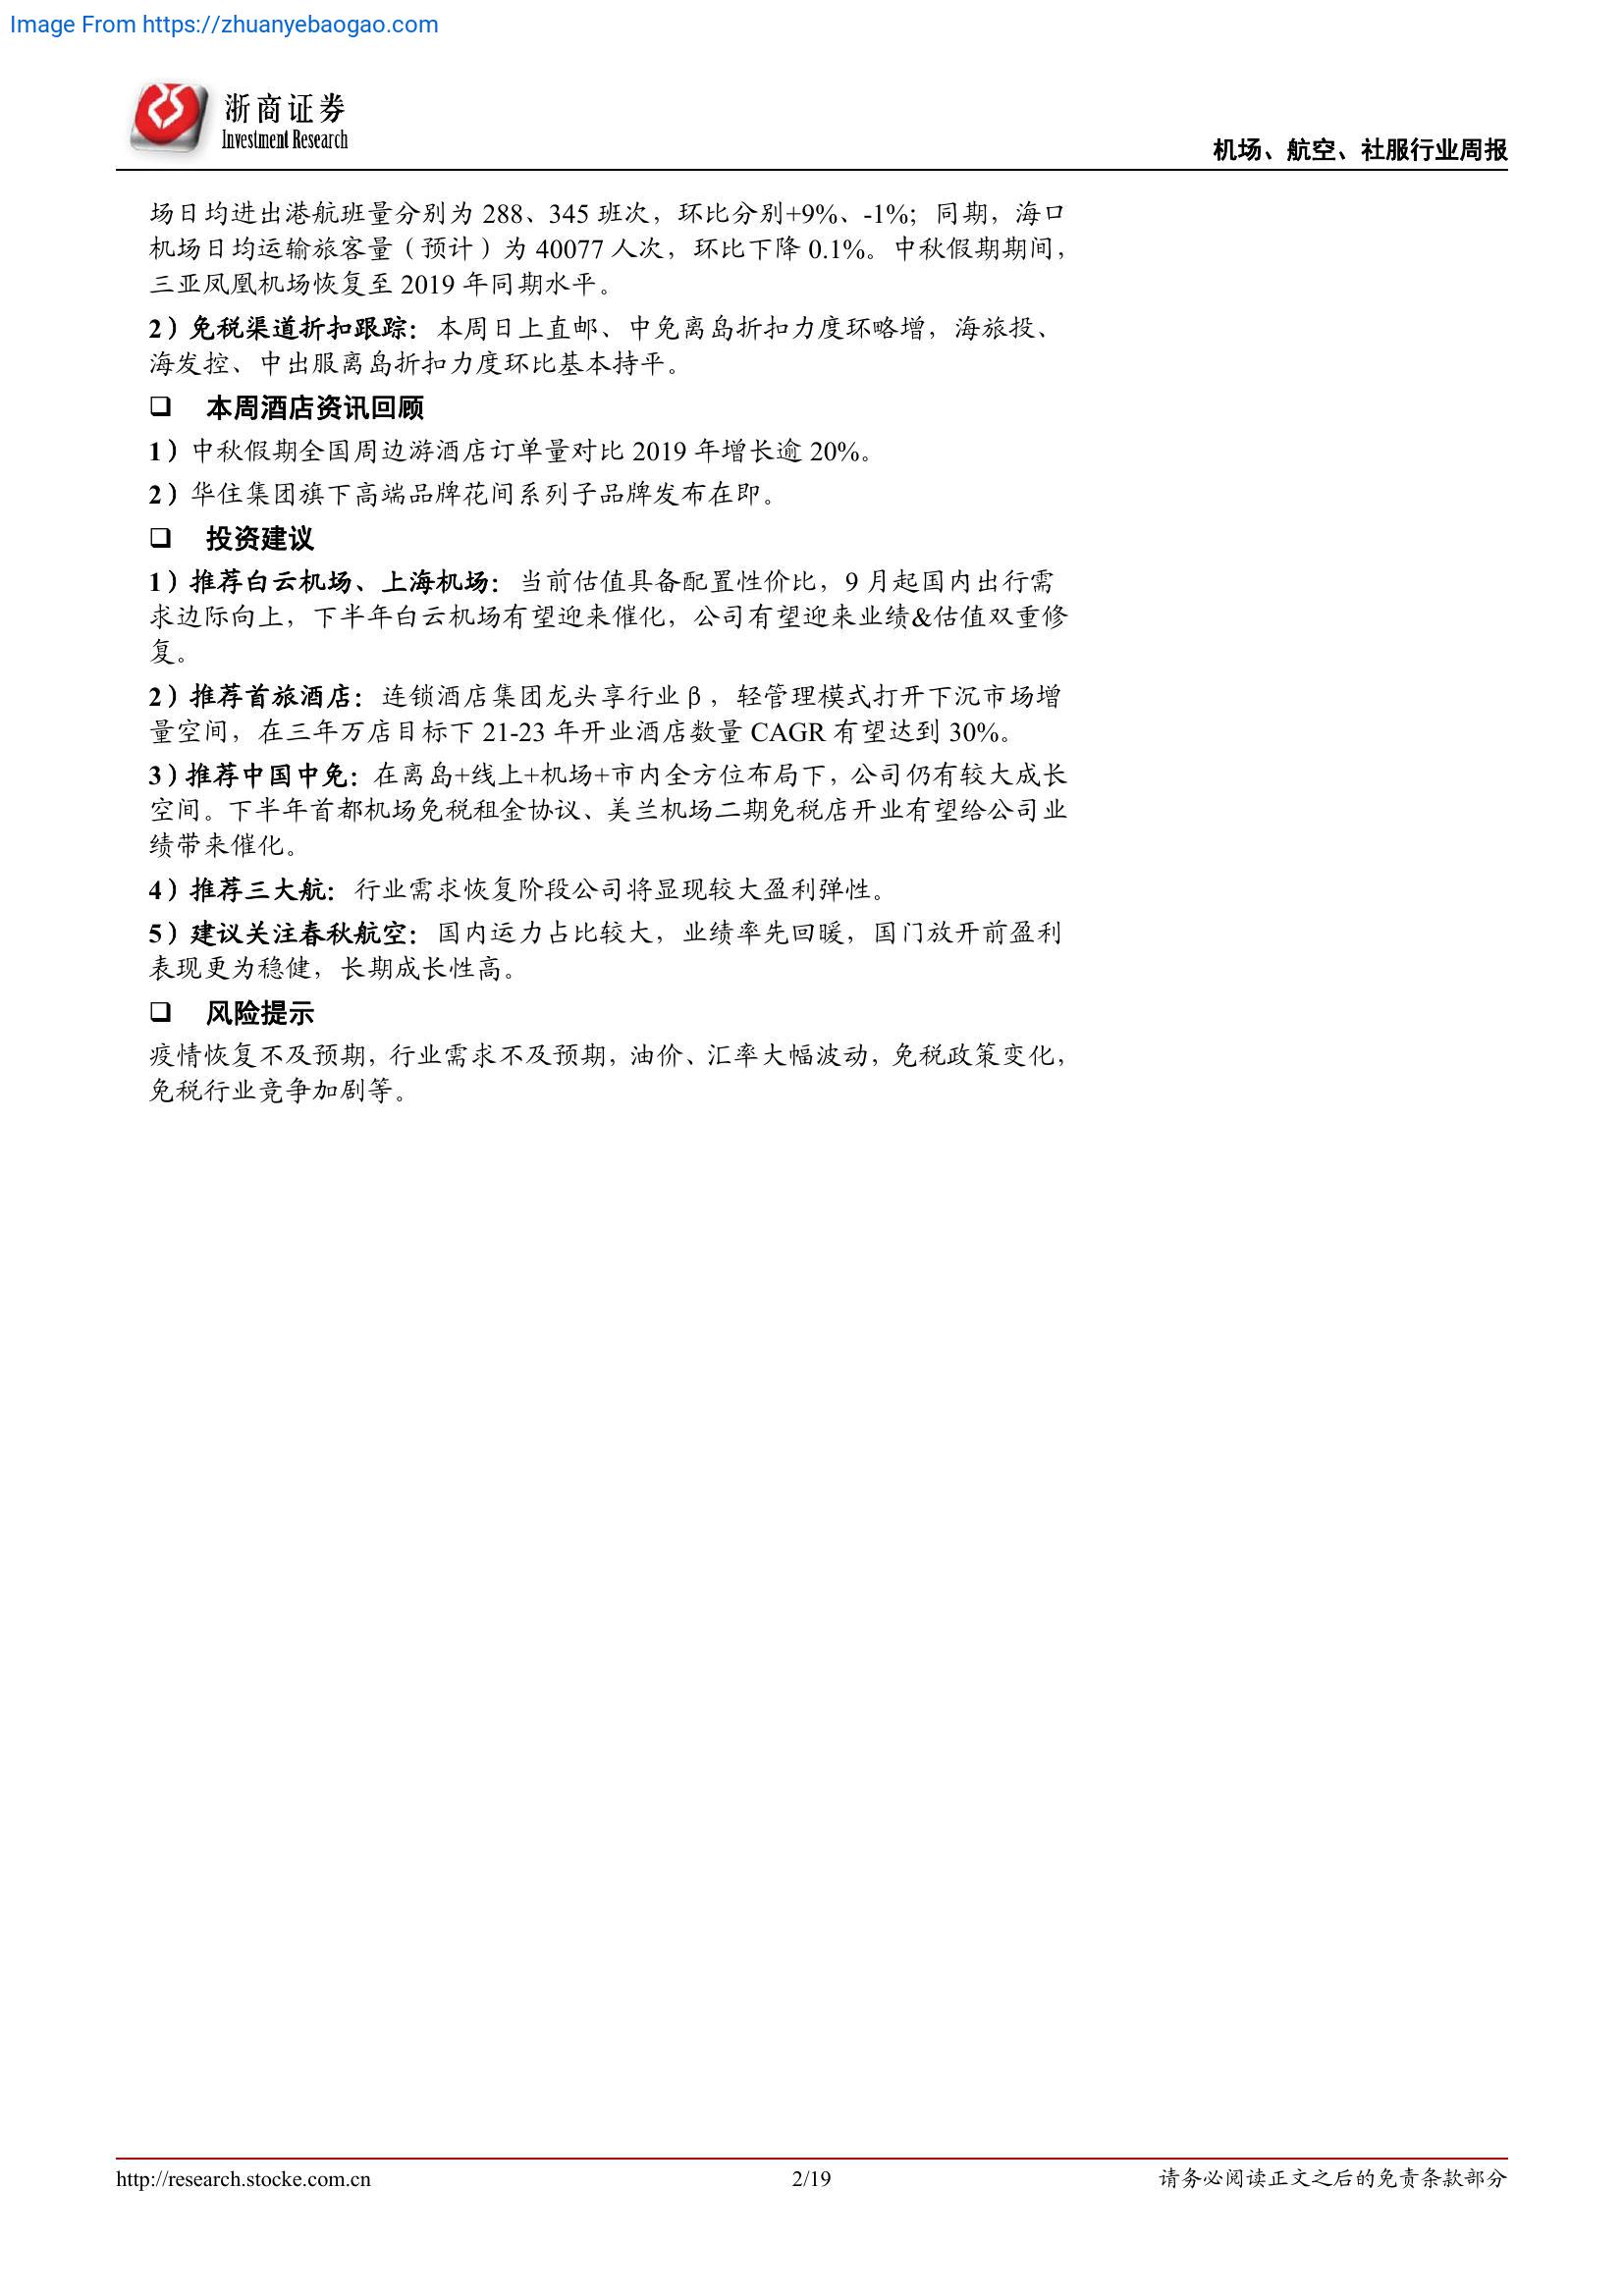 Image From https://zhuanyebaogao.com
浙商证券
Investment Research
机场、航空、社服行业周报
场日均进出港航班量分别为 288、345 班次，环比分别+9%、-1%；同期，海口
机场日均运输旅客量（预计）为 40077 人次，环比下降 0.1%。中秋假期期间，
三亚凤凰机场恢复至 2019 年同期水平。
2）免税渠道折扣跟踪：本周日上直邮、中免离岛折扣力度环略增，海旅投、
海发控、中出服离岛折扣力度环比基本持平。
❑ 本周酒店资讯回顾
1）中秋假期全国周边游酒店订单量对比 2019 年增长逾 20%。
2）华住集团旗下高端品牌花间系列子品牌发布在即。
❑ 投资建议
1）推荐白云机场、上海机场：当前估值具备配置性价比，9 月起国内出行需
求边际向上，下半年白云机场有望迎来催化，公司有望迎来业绩&估值双重修
复。
2）推荐首旅酒店：连锁酒店集团龙头享行业 β，轻管理模式打开下沉市场增
量空间，在三年万店目标下 21-23 年开业酒店数量 CAGR 有望达到 30%。
3）推荐中国中免：在离岛+线上+机场+市内全方位布局下，公司仍有较大成长
空间。下半年首都机场免税租金协议、美兰机场二期免税店开业有望给公司业
绩带来催化。
4）推荐三大航：行业需求恢复阶段公司将显现较大盈利弹性。
5）建议关注春秋航空：国内运力占比较大，业绩率先回暖，国门放开前盈利
表现更为稳健，长期成长性高。
❑ 风险提示
疫情恢复不及预期，行业需求不及预期，油价、汇率大幅波动，免税政策变化，
免税行业竞争加剧等。
http://research.stocke.com.cn
2/19
请务必阅读正文之后的免责条款部分